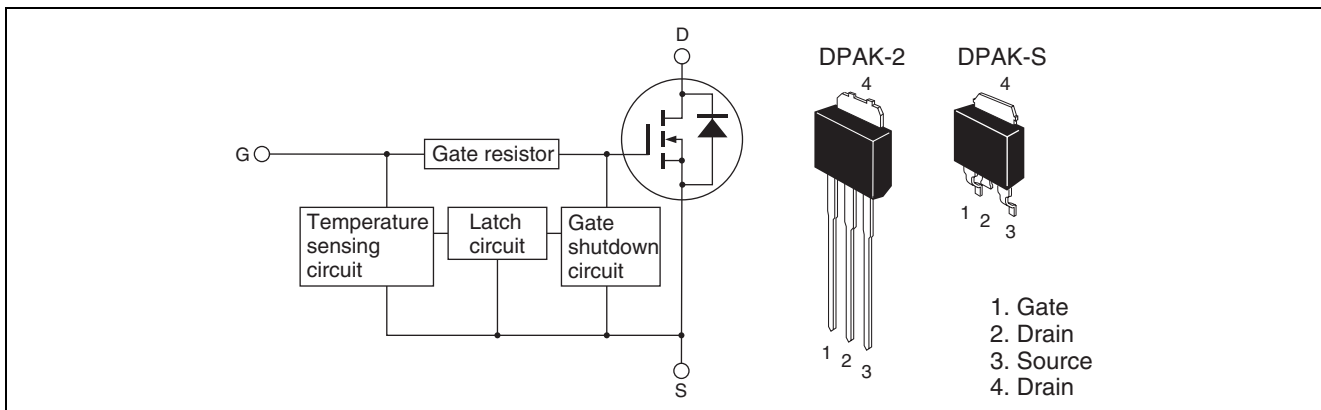 D
G
Gate resistor
Temperature
sensing
circuit
Latch
circuit
Gate
shutdown
circuit
S
DPAK-2
4
1
2
3
DPAK-S
4
1
2
3
1. Gate
2. Drain
3. Source
4. Drain